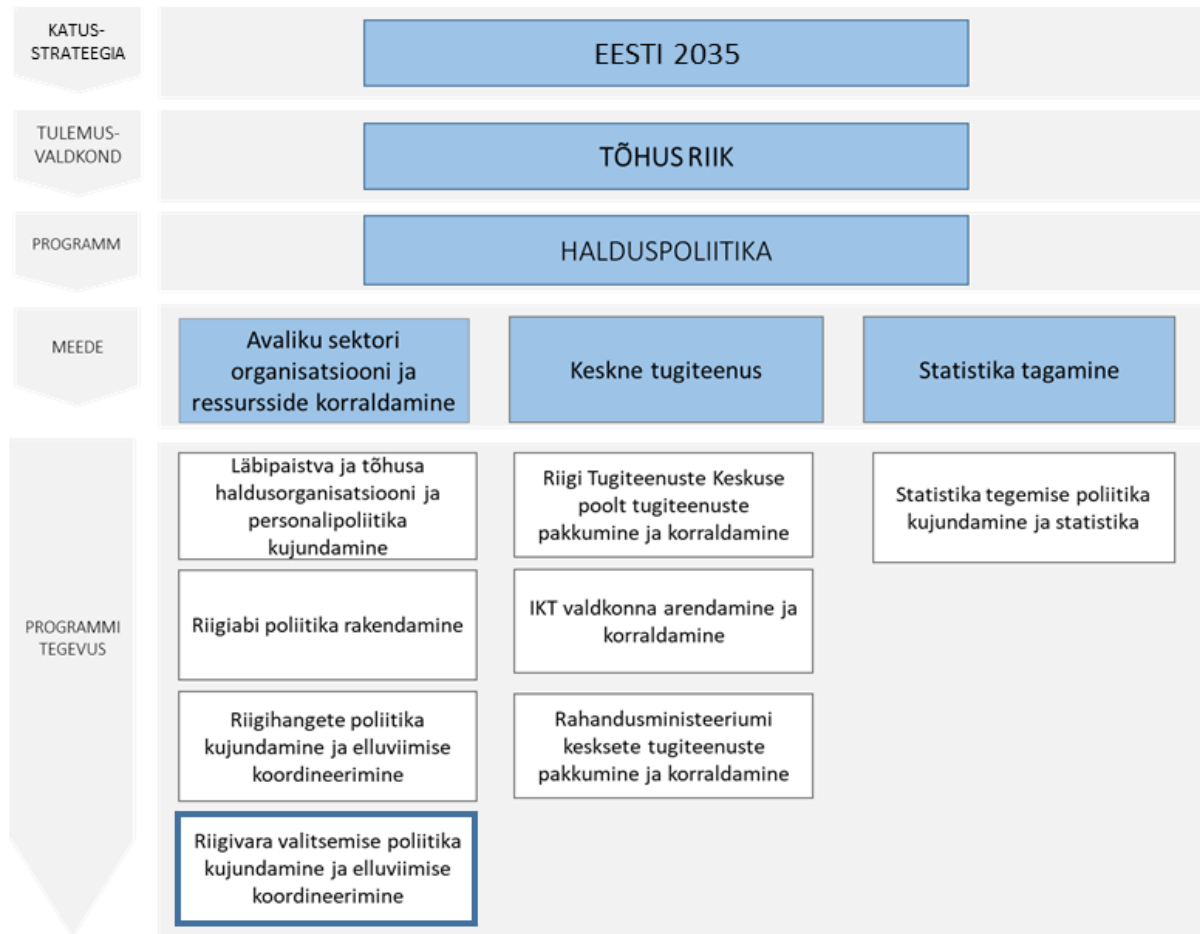 KATUS-
STRATEEGIA
EESTI 2035
TULEMUS-
VALDKOND
TÕHUS RIIK
PROGRAMM
HALDUSPOLIITIKA
MEEDE
Avaliku sektori
organisatsiooni ja
ressursside korraldamine
Keskne tugiteenus
Statistika tagamine
PROGRAMMI
TEGEVUS
Läbipaistva ja tõhusa
haldusorganisatsiooni ja
personalipoliitika
kujundamine
Riigiabi poliitika rakendamine
Riigihangete poliitika
kujundamine ja elluviimise
koordineerimine
Riigivara valitsemise poliitika
kujundamine ja elluviimise
koordineerimine
Riigi Tugiteenuste Keskuse
poolt tugiteenuste
pakkumine ja korraldamine
IKT valdkonna arendamine ja
korraldamine
Rahandusministeeriumi
kesksete tugiteenuste
pakkumine ja korraldamine
Statistika tegemise poliitika
kujundamine ja statistika